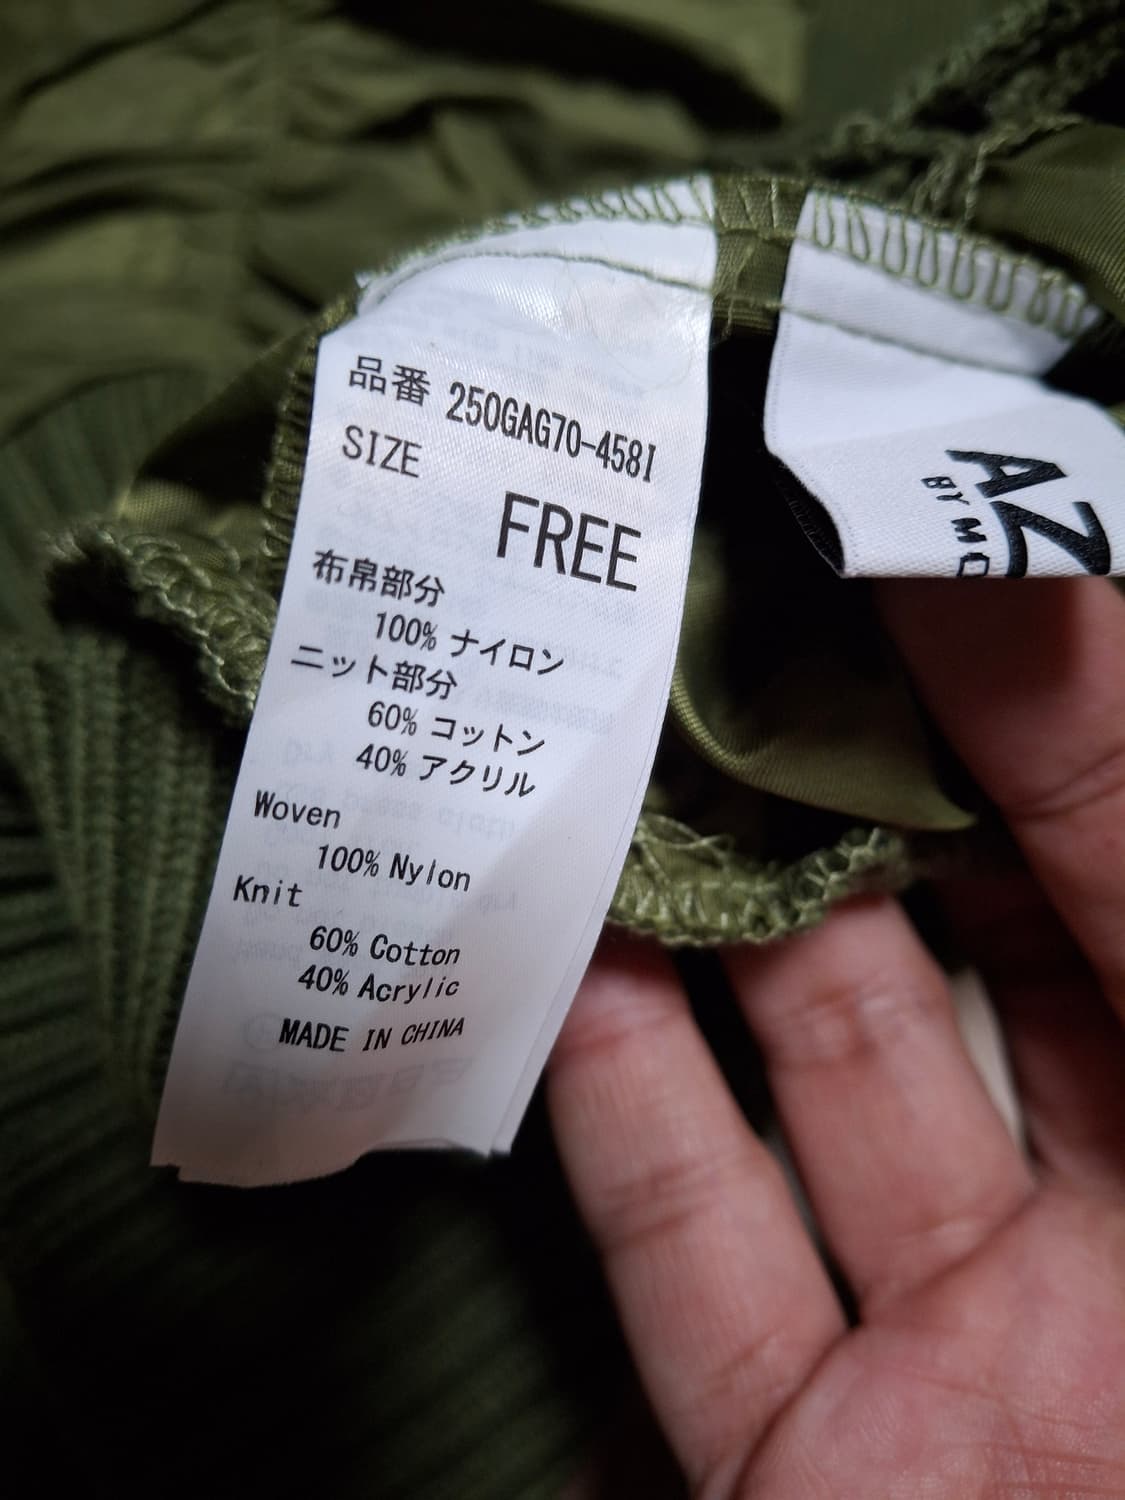 品番 250GAG70-458I
SIZE
FREE
布帛部分
100% ナイロン
ニット部分
60% コットン
40% アクリル
Woven
100% Nylon
Knit
60% Cotton
40% Acrylic
MADE IN CHINA
AZ
BY MO